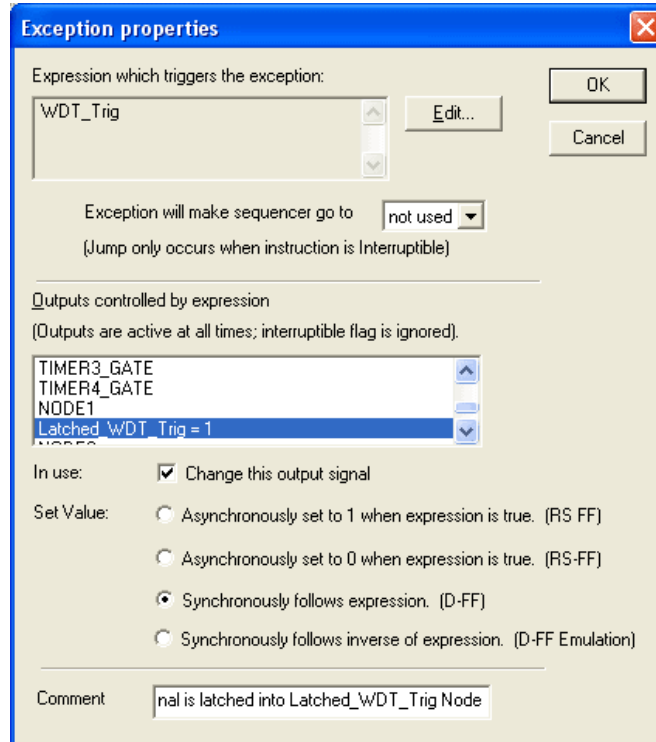 Exception properties
Expression which triggers the exception:
WDT_Trig
Edit...
OK
Cancel
Exception will make sequencer go to not used
(Jump only occurs when instruction is Interruptible)
Outputs controlled by expression
(Outputs are active at all times; interruptible flag is ignored).
TIMER3_GATE
TIMER4_GATE
NODE1
Latched_WDT_Trig = 1
In use: Change this output signal
Set Value: Asynchronously set to 1 when expression is true. (RS FF)
Asynchronously set to 0 when expression is true. (RS-FF)
Synchronously follows expression. (D-FF)
Synchronously follows inverse of expression. (D-FF Emulation)
Comment nal is latched into Latched_WDT_Trig Node